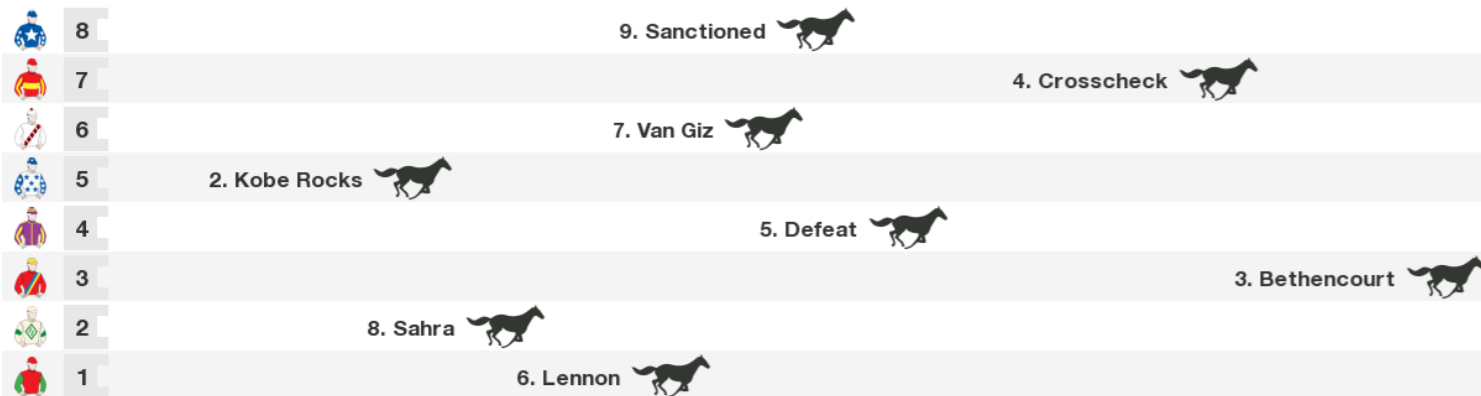 8 9. Sanctioned
7 4. Crosscheck
6 7. Van Giz
5 2. Kobe Rocks
4 5. Defeat
3 3. Bethencourt
2 8. Sahra
1 6. Lennon